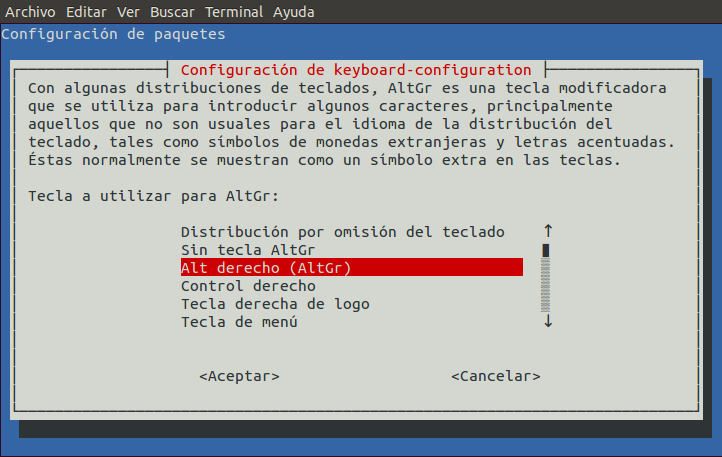 Archivo Editar Ver Buscar Terminal Ayuda
Configuración de paquetes
Configuración de keyboard-configuration
Con algunas distribuciones de teclados, AltGr es una tecla modificadora
que se utiliza para introducir algunos caracteres, principalmente
aquellos que no son usuales para el idioma de la distribución del
teclado, tales como símbolos de monedas extranjeras y letras acentuadas.
Éstas normalmente se muestran como un símbolo extra en las teclas.
Tecla a utilizar para AltGr:
Distribución por omisión del teclado ↑
Sin tecla AltGr
Alt derecho (AltGr)
Control derecho
Tecla derecha de logo
Tecla de menú ↓
<Aceptar> <Cancelar>